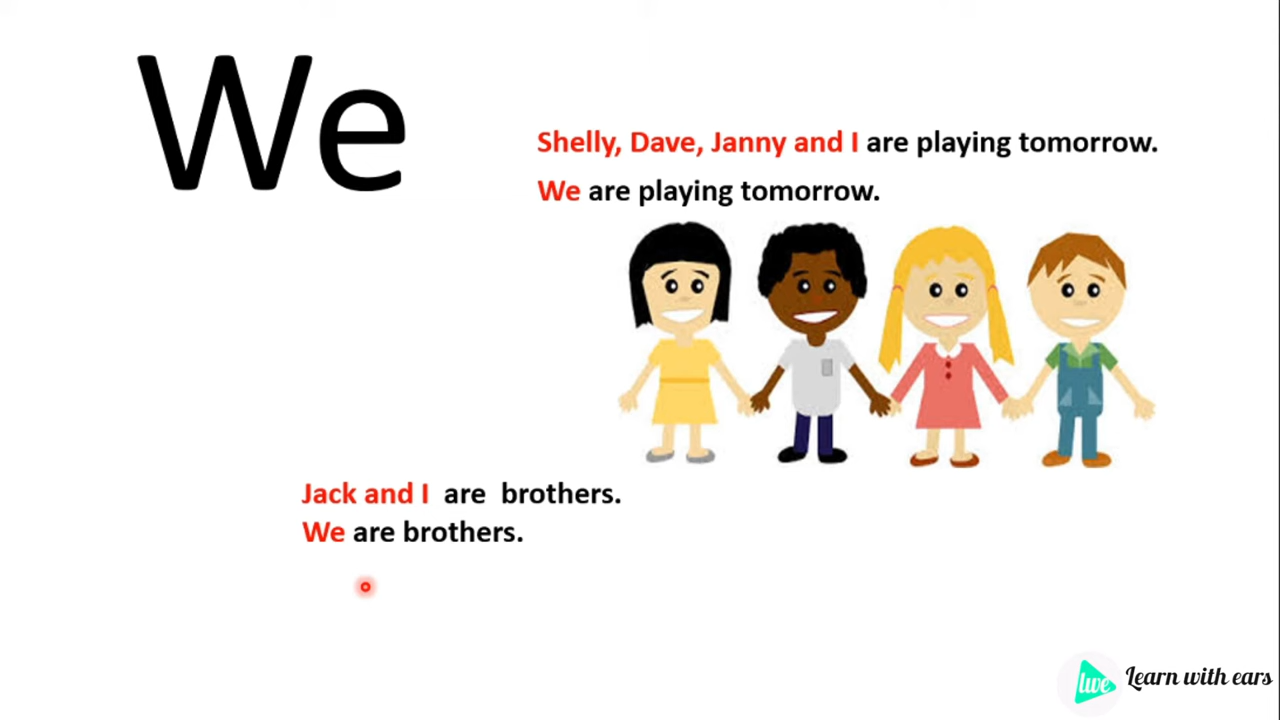 We
Shelly, Dave, Janny and I are playing tomorrow.
We are playing tomorrow.
Jack and I are brothers.
We are brothers.
lwe
Learn with ears